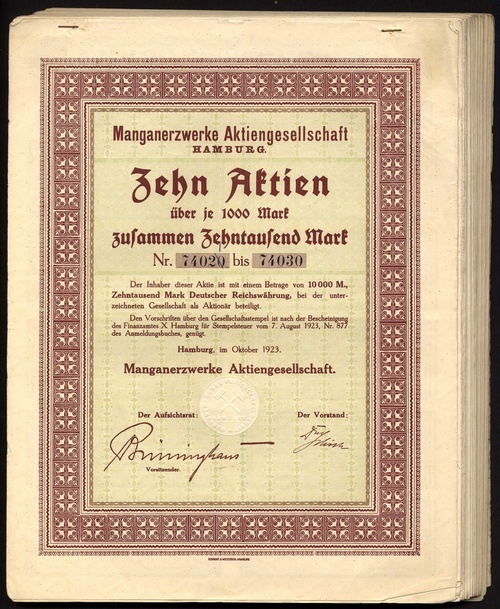 Manganerzwerke Aktiengesellschaft
HAMBURG.
Zehn Aktien
über je 1000 Mark
zusammen Zehntausend Mark
Nr. 74020 bis 74030
Der Inhaber dieser Aktie ist mit einem Betrage von 10000 M.,
Zehntausend Mark Deutscher Reichswährung, bei der unter-
zeichneten Gesellschaft als Aktionär beteiligt.
Den Vorschriften über den Gesellschaftsstempel ist nach der Bescheinigung
des Finanzamtes X Hamburg für Stempelsteuer vom 7. August 1923, Nr. 877
des Anmeldungsbuches, genügt.
Hamburg, im Oktober 1923.
Manganerzwerke Aktiengesellschaft.
Der Aufsichtsrat: Der Vorstand:
Brünninghaus
Vorsitzender.